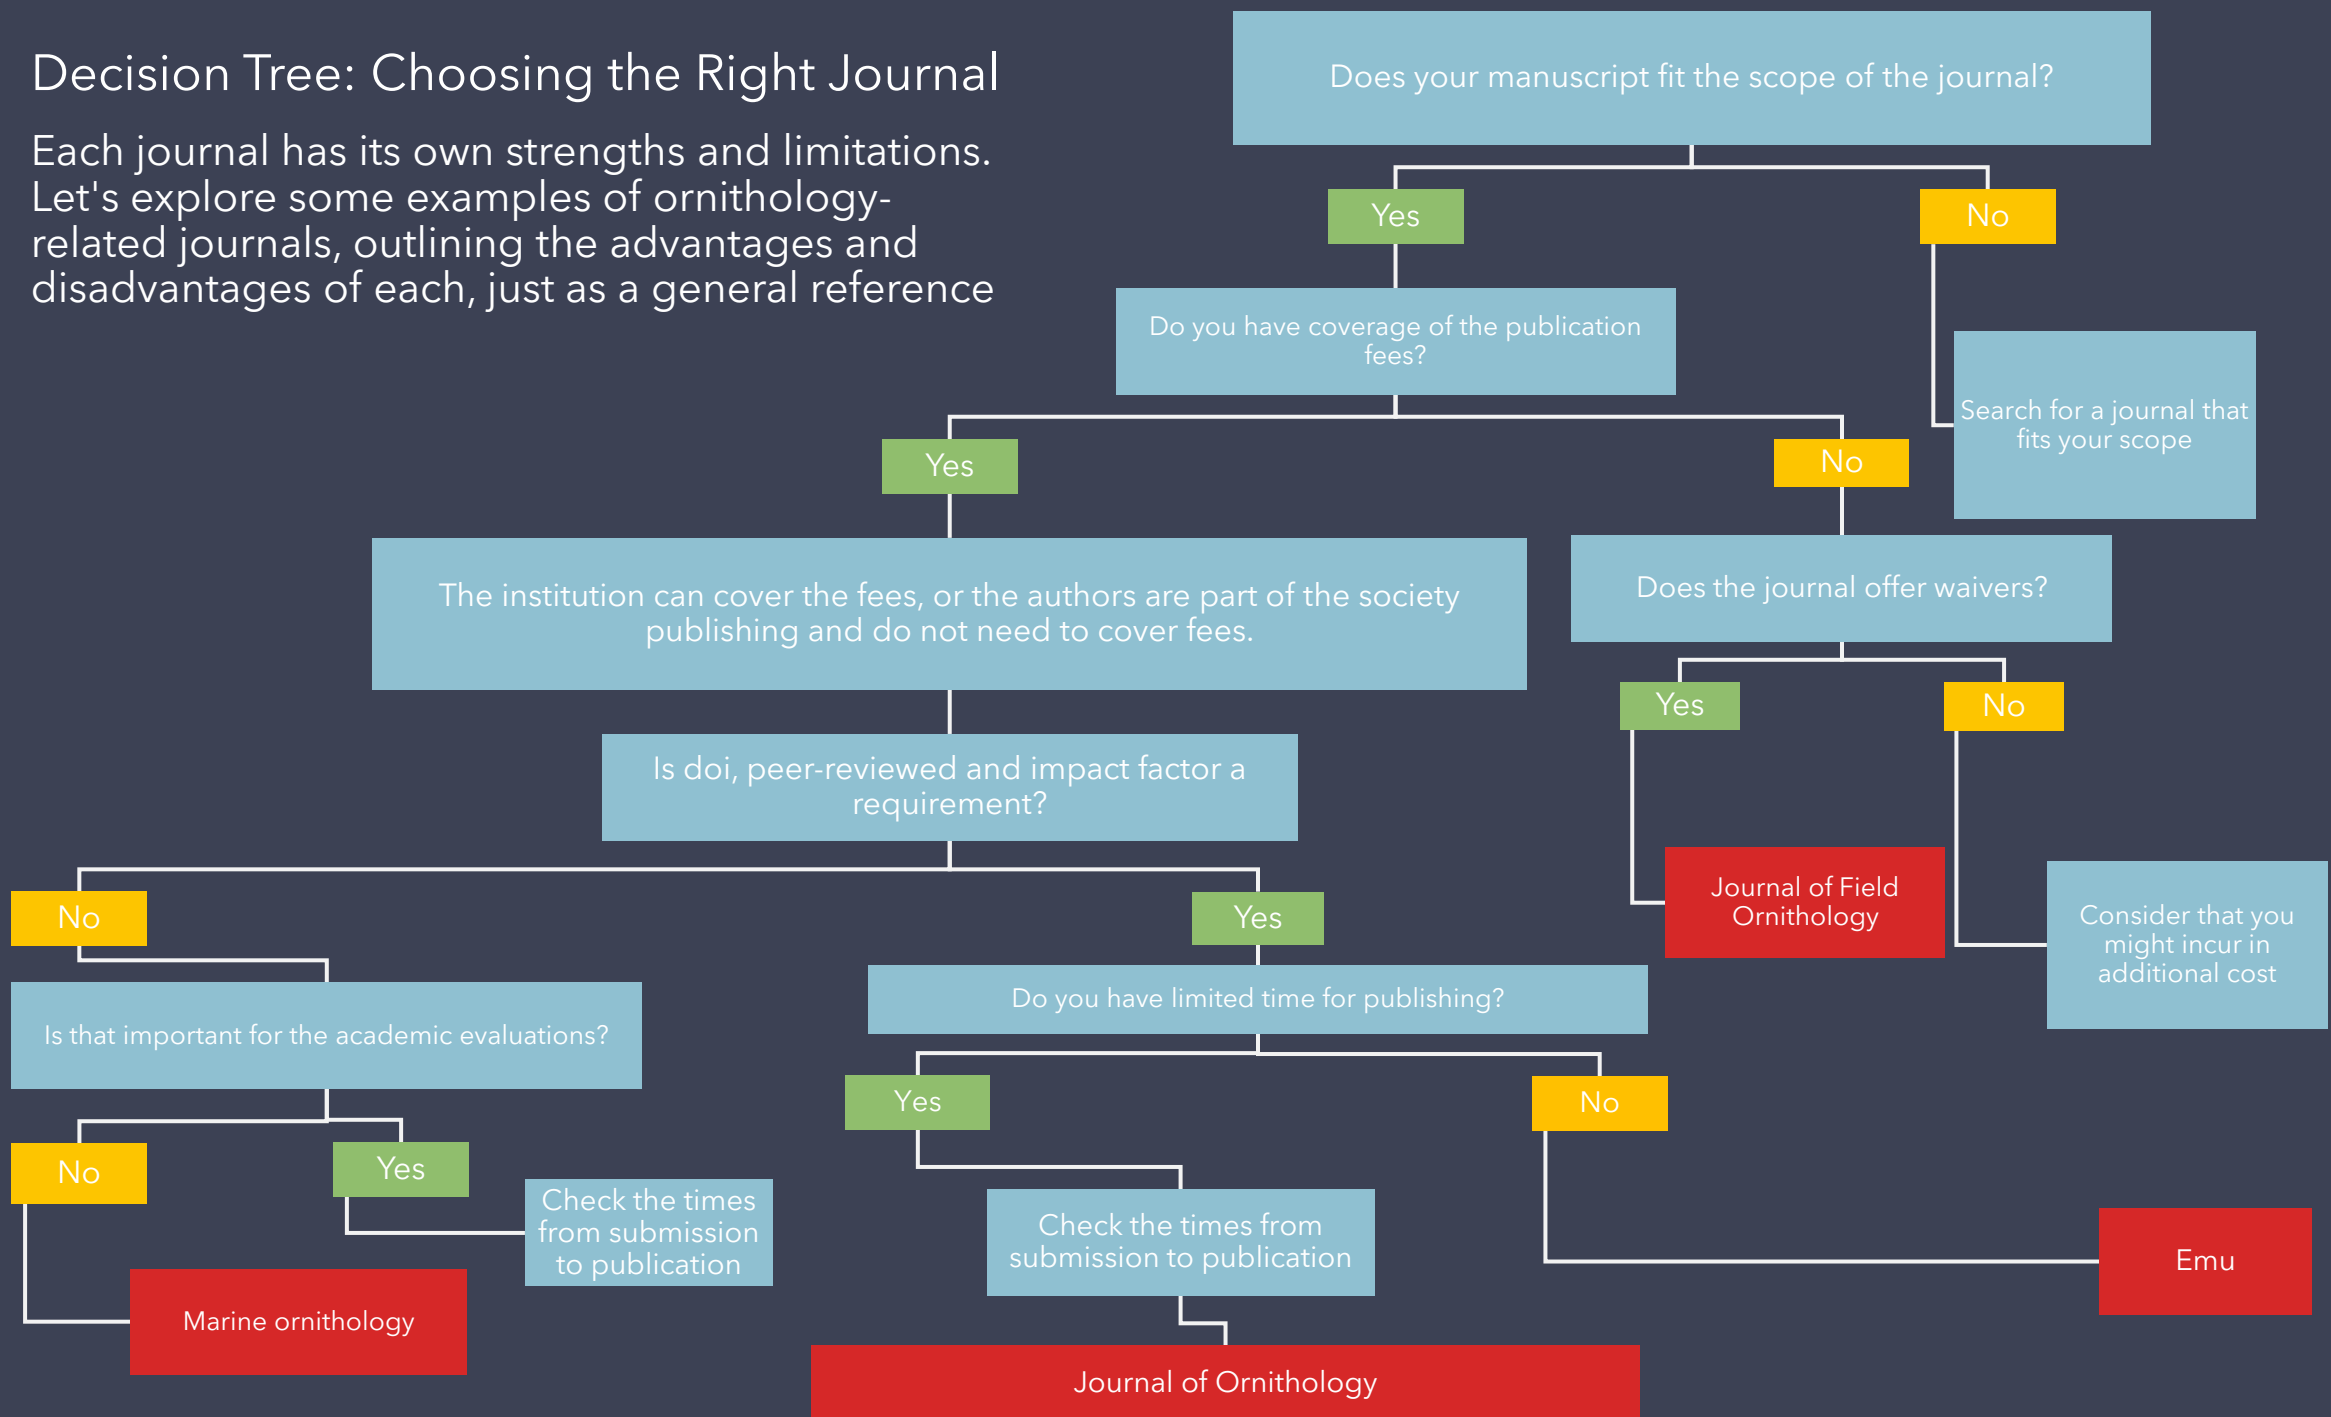 Decision Tree: Choosing the Right Journal
Each journal has its own strengths and limitations.
Let's explore some examples of ornithology-
related journals, outlining the advantages and
disadvantages of each, just as a general reference
Does your manuscript fit the scope of the journal?
Yes
No
Do you have coverage of the publication
fees?
Search for a journal that
fits your scope
Yes
No
The institution can cover the fees, or the authors are part of the society
publishing and do not need to cover fees.
Does the journal offer waivers?
Yes
No
Is doi, peer-reviewed and impact factor a
requirement?
Journal of Field
Ornithology
Consider that you
might incur in
additional cost
No
Yes
Is that important for the academic evaluations?
Do you have limited time for publishing?
No
Yes
Yes
No
Check the times
from submission
to publication
Check the times from
submission to publication
Emu
Marine ornithology
Journal of Ornithology